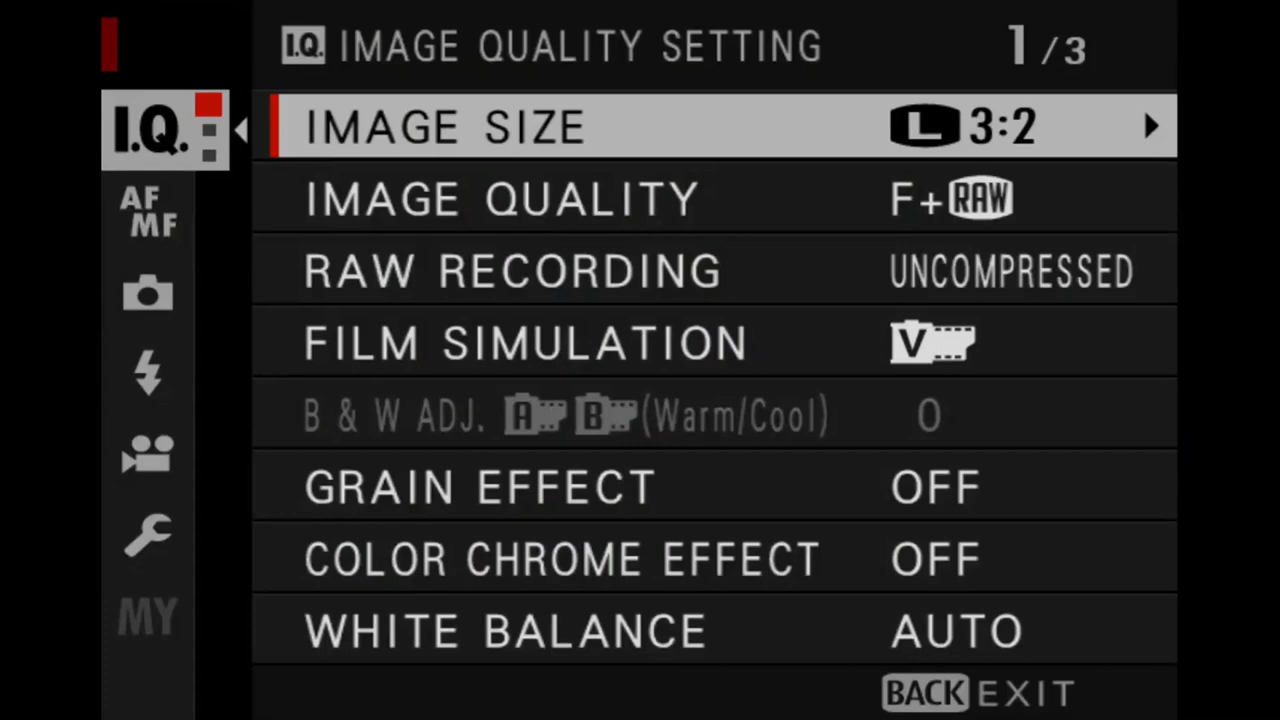 I.Q. IMAGE QUALITY SETTING 1/3
I.Q.
IMAGE SIZE L 3:2
AF
MF
IMAGE QUALITY F+RAW
RAW RECORDING UNCOMPRESSED
FILM SIMULATION V
B & W ADJ. A B (Warm/Cool) 0
GRAIN EFFECT OFF
COLOR CHROME EFFECT OFF
MY
WHITE BALANCE AUTO
BACK EXIT